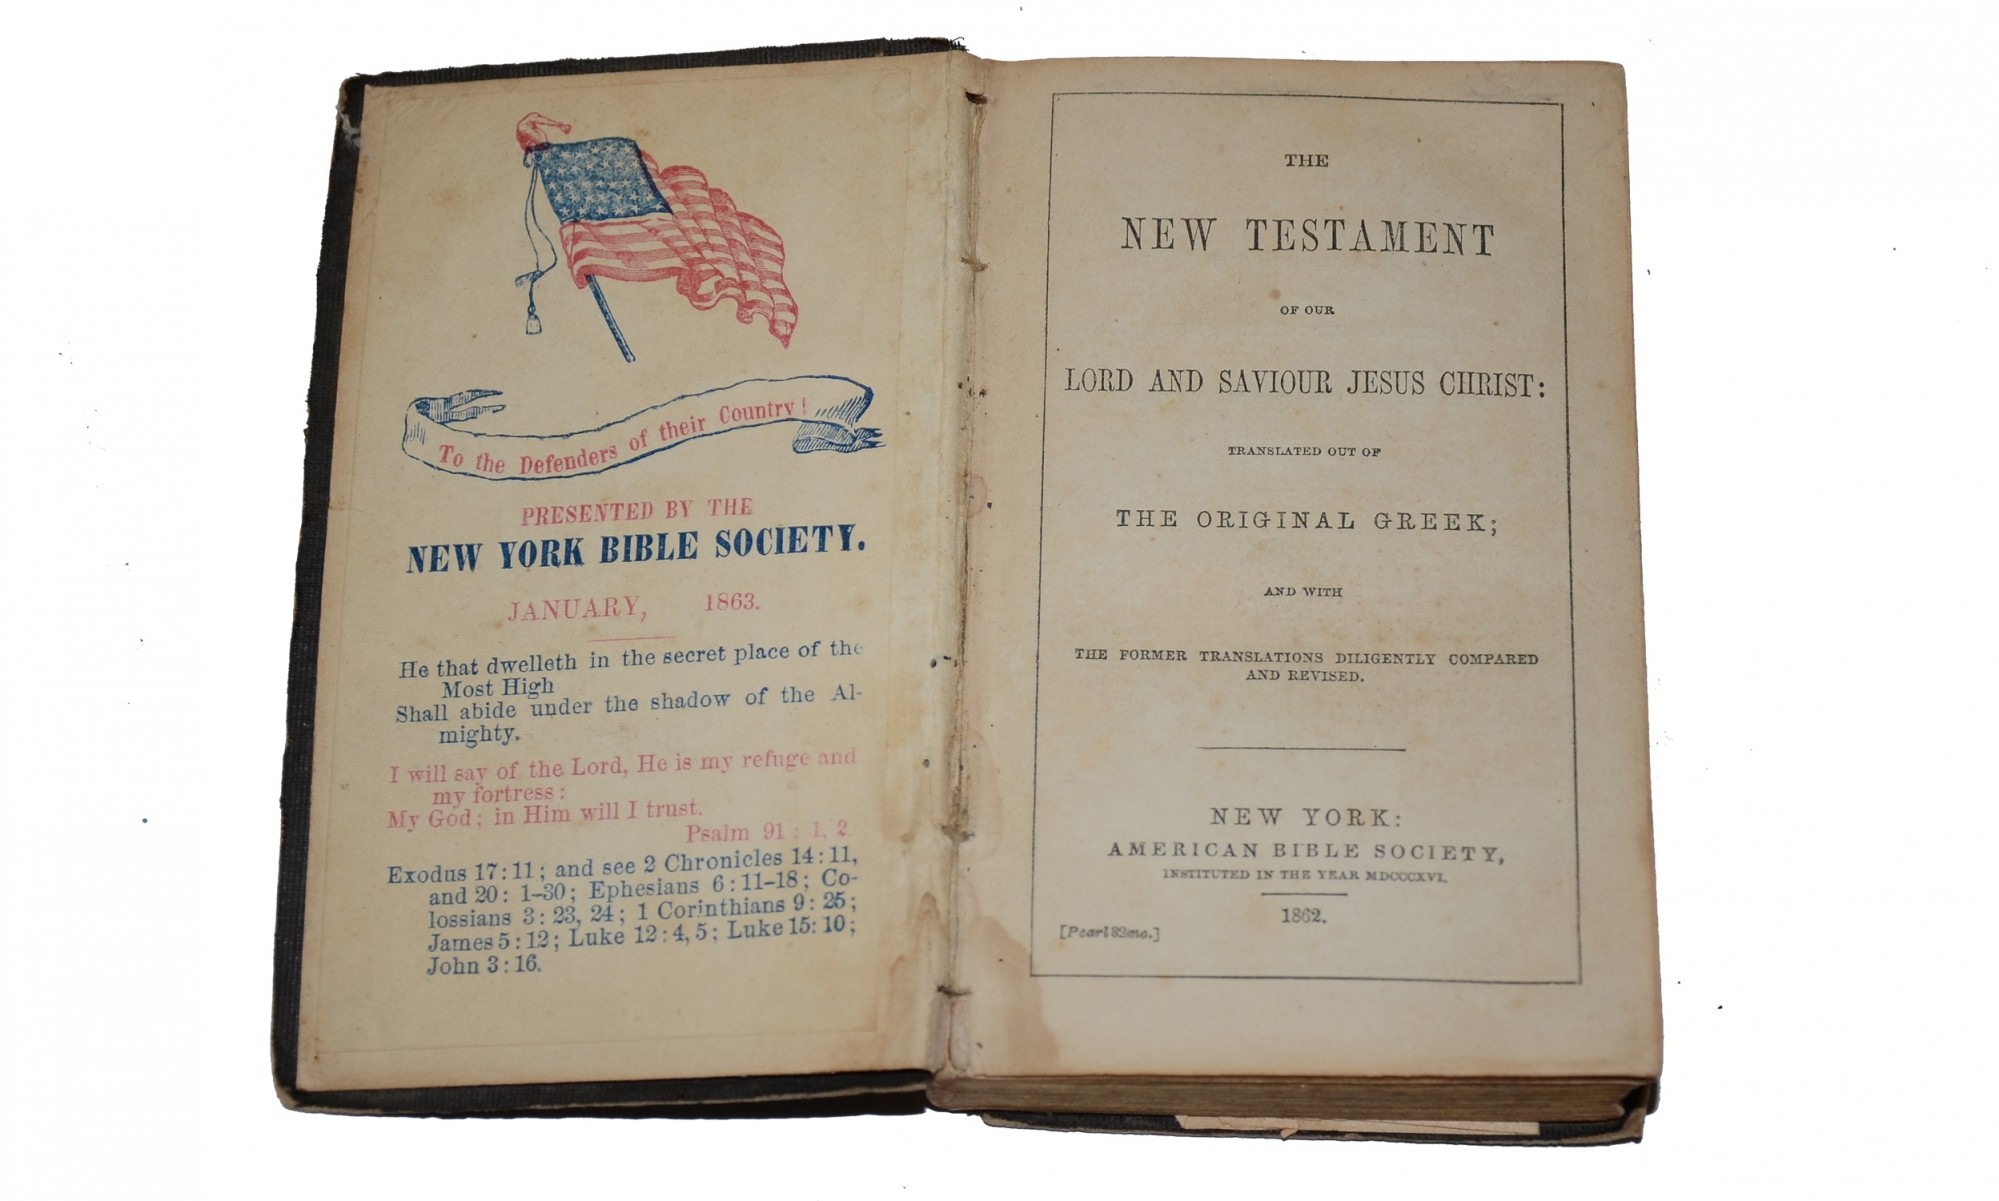 To the Defenders of their Country!
PRESENTED BY THE
NEW YORK BIBLE SOCIETY.
JANUARY, 1863.
He that dwelleth in the secret place of the
Most High
Shall abide under the shadow of the Al-
mighty.
I will say of the Lord, He is my refuge and
my fortress:
My God; in Him will I trust.
Psalm 91: 1, 2.
Exodus 17:11; and see 2 Chronicles 14:11,
and 20: 1-30; Ephesians 6:11-18; Co-
lossians 3: 23, 24; 1 Corinthians 9: 25;
James 5:12; Luke 12:4, 5; Luke 15:10;
John 3:16.
THE
NEW TESTAMENT
OF OUR
LORD AND SAVIOUR JESUS CHRIST:
TRANSLATED OUT OF
THE ORIGINAL GREEK;
AND WITH
THE FORMER TRANSLATIONS DILIGENTLY COMPARED
AND REVISED.
NEW YORK:
AMERICAN BIBLE SOCIETY,
INSTITUTED IN THE YEAR MDCCCXVI.
1862.
[Pearl 32mo.]